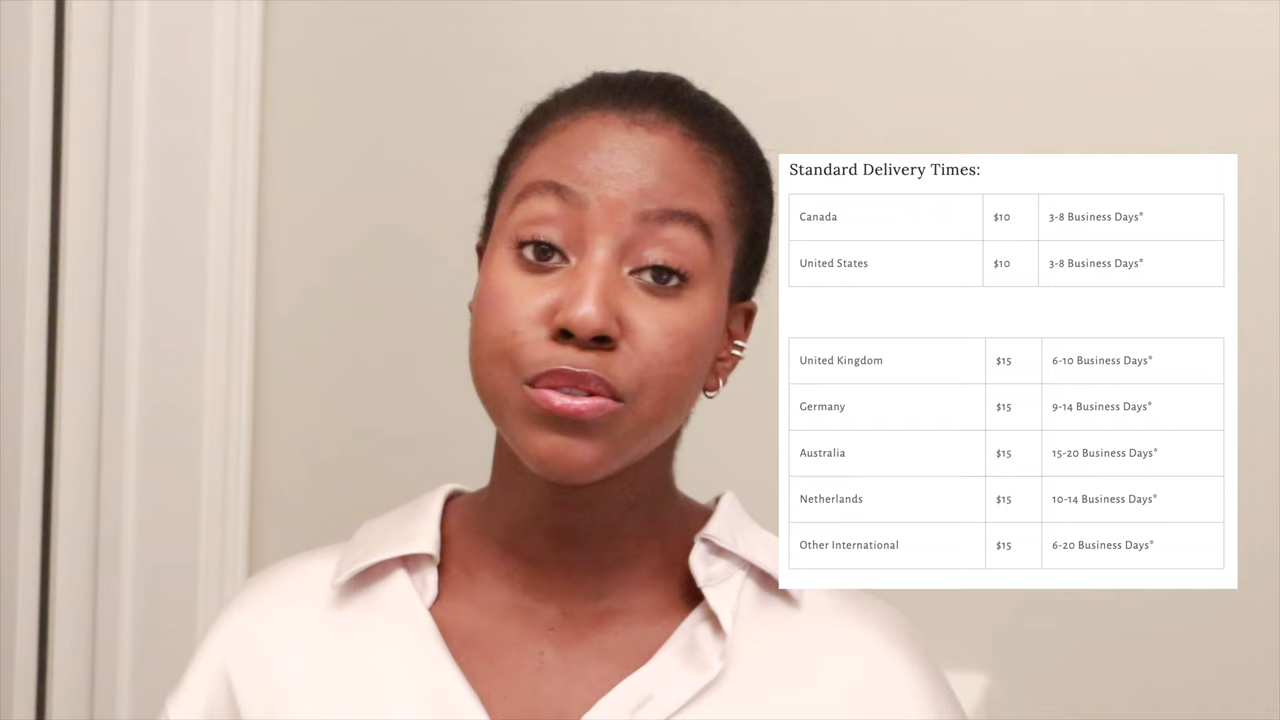 Standard Delivery Times:
Canada $10 3-8 Business Days*
United States $10 3-8 Business Days*
United Kingdom $15 6-10 Business Days*
Germany $15 9-14 Business Days*
Australia $15 15-20 Business Days*
Netherlands $15 10-14 Business Days*
Other International $15 6-20 Business Days*